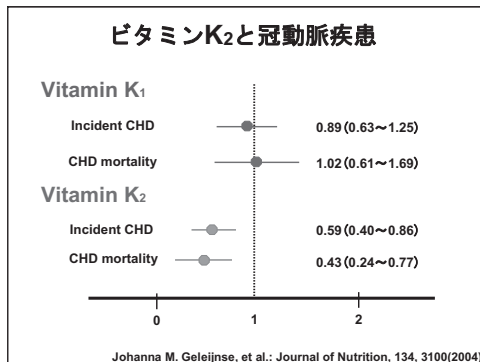 ビタミンK₂と冠動脈疾患
Vitamin K₁
Incident CHD 0.89(0.63～1.25)
CHD mortality 1.02(0.61～1.69)
Vitamin K₂
Incident CHD 0.59(0.40～0.86)
CHD mortality 0.43(0.24～0.77)
0 1 2
Johanna M. Geleijnse, et al.: Journal of Nutrition, 134, 3100(2004)